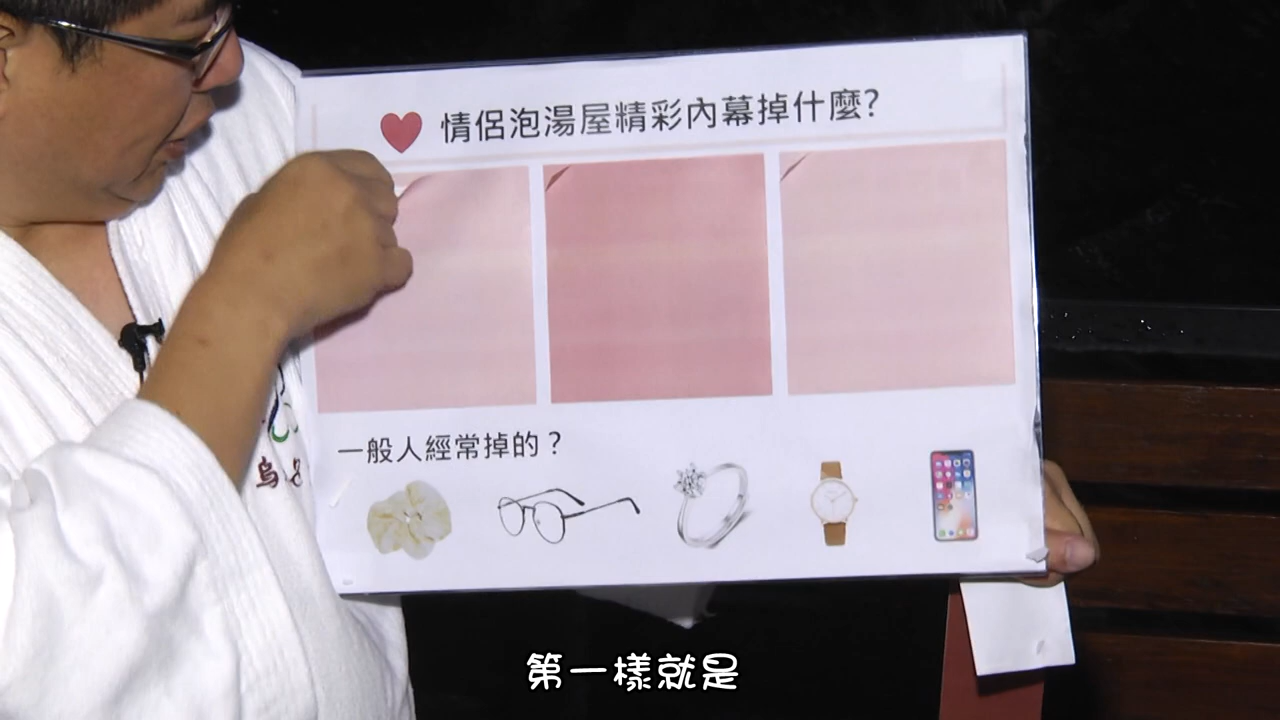 情侶泡湯屋精彩內幕掉什麼?
一般人經常掉的？
烏
第一樣就是